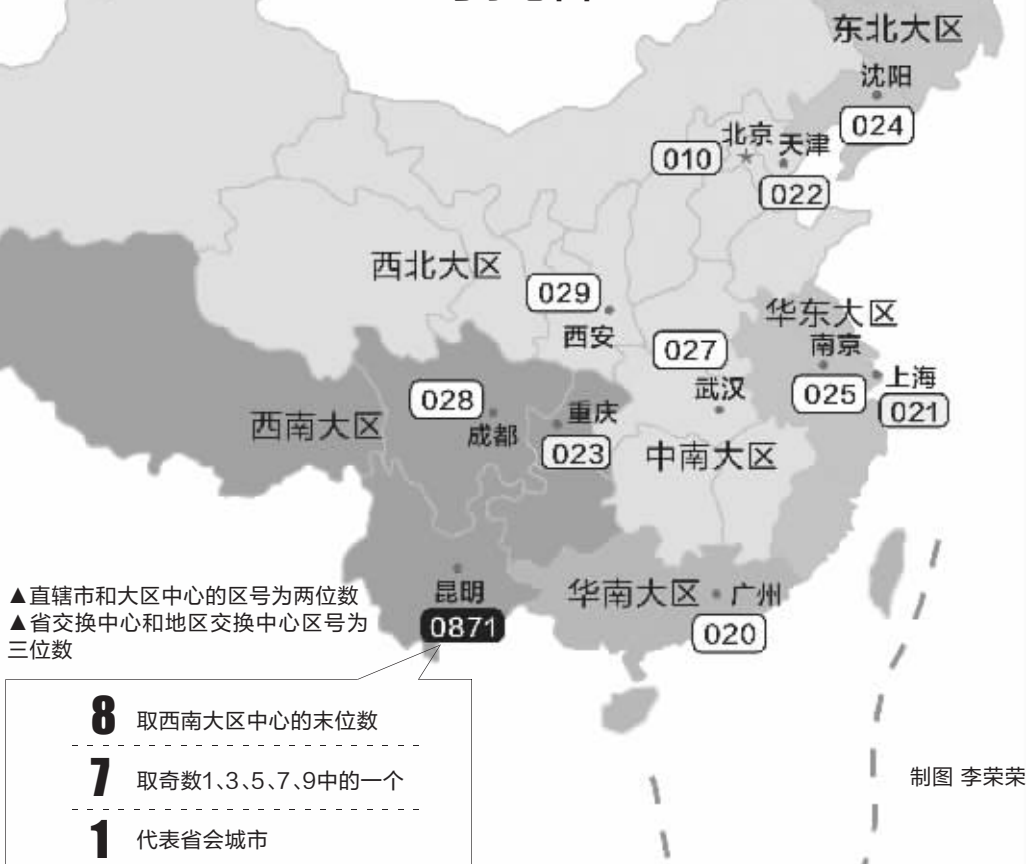 东北大区
沈阳
024
北京
天津
010
022
西北大区
029
西安
华东大区
南京
027
武汉
025
上海
021
028
成都
重庆
023
西南大区
中南大区
昆明
0871
华南大区
广州
020
▲直辖市和大区中心的区号为两位数
▲省交换中心和地区交换中心区号为
三位数
8 取西南大区中心的末位数
7 取奇数1、3、5、7、9中的一个
1 代表省会城市
制图 李荣荣